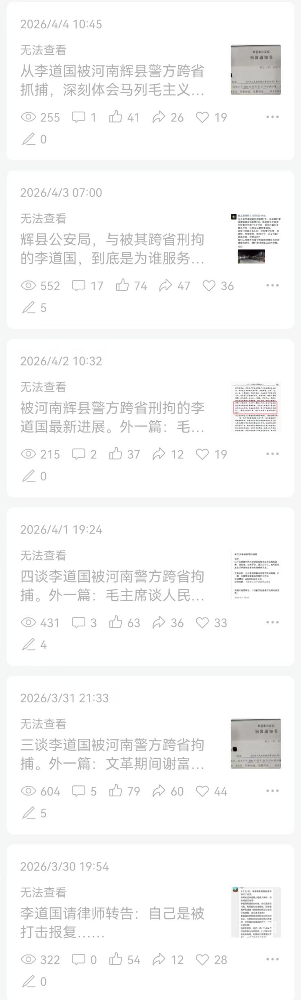 2026/4/4 10:45
无法查看
从李道国被河南辉县警方跨省
抓捕，深刻体会马列毛主义...
辉县市公安局
拘留通知书
255 1 41 26 19
0
2026/4/3 07:00
无法查看
辉县公安局，与被其跨省刑拘
的李道国，到底是为谁服务...
552 17 74 47 36
5
2026/4/2 10:32
无法查看
被河南辉县警方跨省刑拘的李
道国最新进展。外一篇：毛...
215 2 37 12 19
0
2026/4/1 19:24
无法查看
四谈李道国被河南警方跨省拘
捕。外一篇：毛主席谈人民...
431 3 63 36 33
4
2026/3/31 21:33
无法查看
三谈李道国被河南警方跨省拘
捕。外一篇：文革期间谢富...
辉县市公安局
拘留通知书
604 5 79 60 44
5
2026/3/30 19:54
无法查看
李道国请律师转告：自己是被
打击报复……
322 0 54 12 28
0